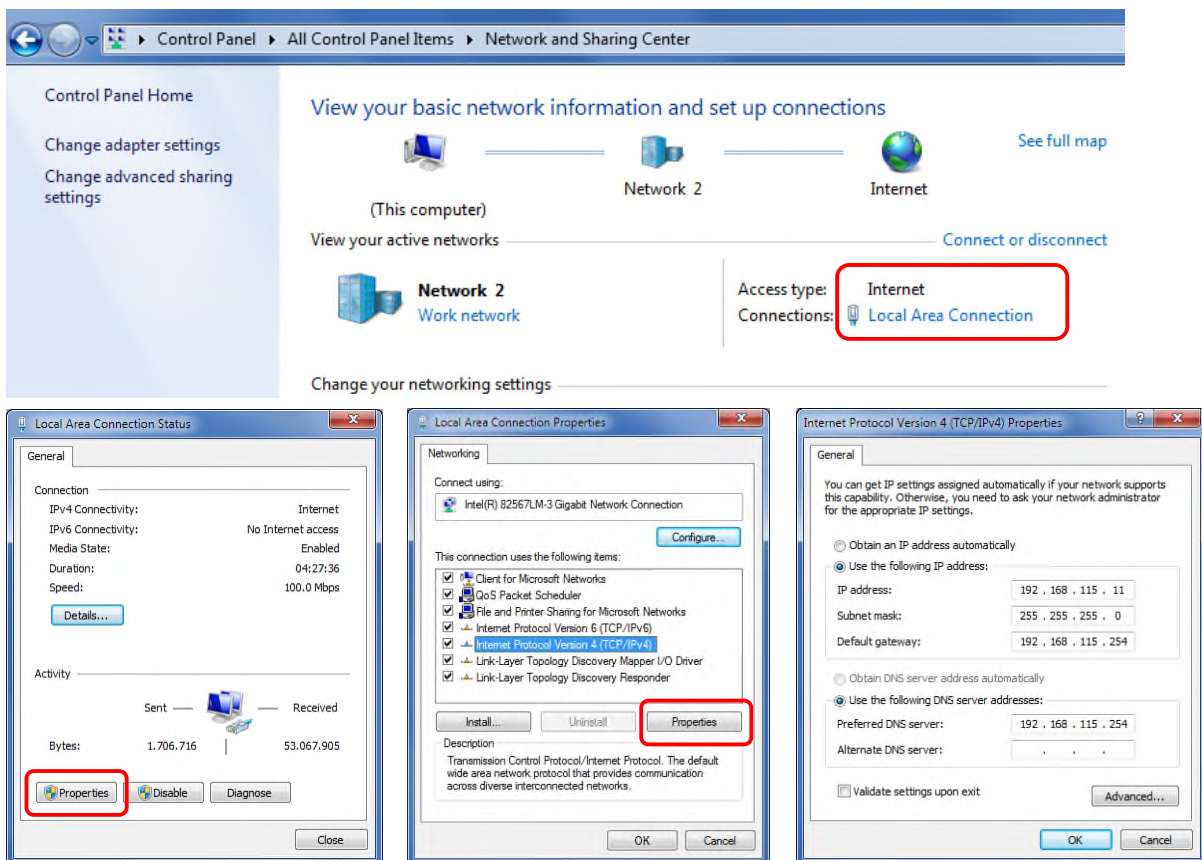 Control Panel ▸ All Control Panel Items ▸ Network and Sharing Center
Control Panel Home
Change adapter settings
Change advanced sharing
settings
View your basic network information and set up connections
See full map
(This computer)
Network 2
Internet
View your active networks
Connect or disconnect
Network 2
Work network
Access type: Internet
Connections: Local Area Connection
Change your networking settings
Local Area Connection Status
General
Connection
IPv4 Connectivity: Internet
IPv6 Connectivity: No Internet access
Media State: Enabled
Duration: 04:27:36
Speed: 100.0 Mbps
Details...
Activity
Sent — Received
Bytes: 1.706.716 | 53.067.905
Properties
Disable
Diagnose
Close
Local Area Connection Properties
Networking
Connect using:
Intel(R) 82567LM-3 Gigabit Network Connection
Configure...
This connection uses the following items:
Client for Microsoft Networks
QoS Packet Scheduler
File and Printer Sharing for Microsoft Networks
Internet Protocol Version 6 (TCP/IPv6)
Internet Protocol Version 4 (TCP/IPv4)
Link-Layer Topology Discovery Mapper I/O Driver
Link-Layer Topology Discovery Responder
Install...
Uninstall
Properties
Description
Transmission Control Protocol/Internet Protocol. The default
wide area network protocol that provides communication
across diverse interconnected networks.
OK
Cancel
Internet Protocol Version 4 (TCP/IPv4) Properties
General
You can get IP settings assigned automatically if your network supports
this capability. Otherwise, you need to ask your network administrator
for the appropriate IP settings.
Obtain an IP address automatically
Use the following IP address:
IP address: 192 . 168 . 115 . 11
Subnet mask: 255 . 255 . 255 . 0
Default gateway: 192 . 168 . 115 . 254
Obtain DNS server address automatically
Use the following DNS server addresses:
Preferred DNS server: 192 . 168 . 115 . 254
Alternate DNS server: . . .
Validate settings upon exit
Advanced...
OK
Cancel